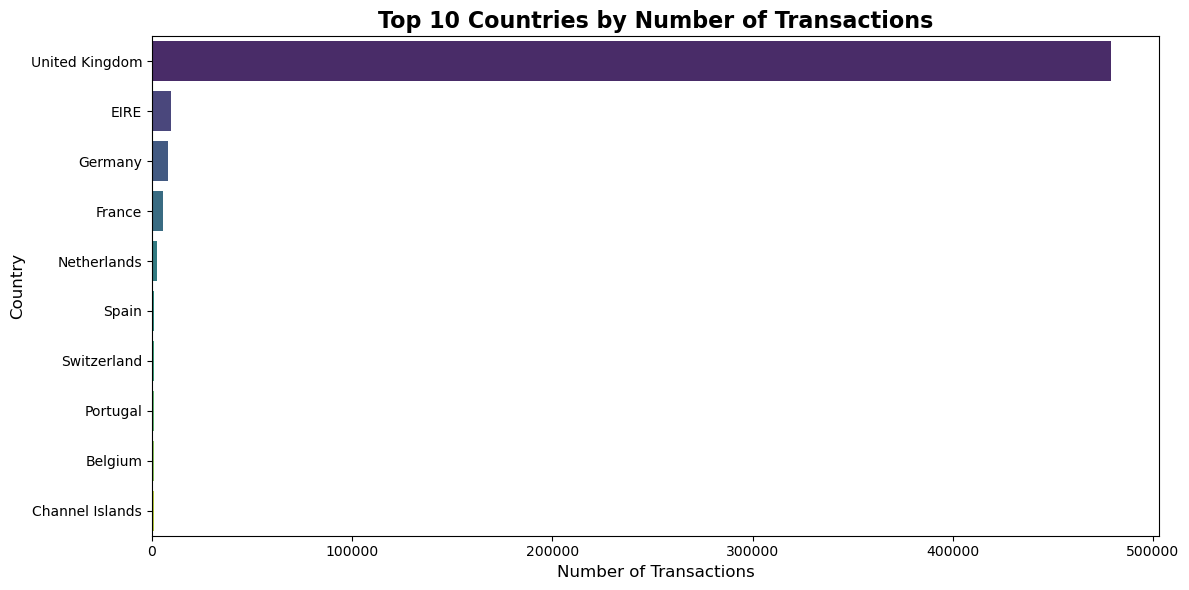 Top 10 Countries by Number of Transactions
United Kingdom
EIRE
Germany
France
Netherlands
Spain
Switzerland
Portugal
Belgium
Channel Islands
Country
0 100000 200000 300000 400000 500000
Number of Transactions